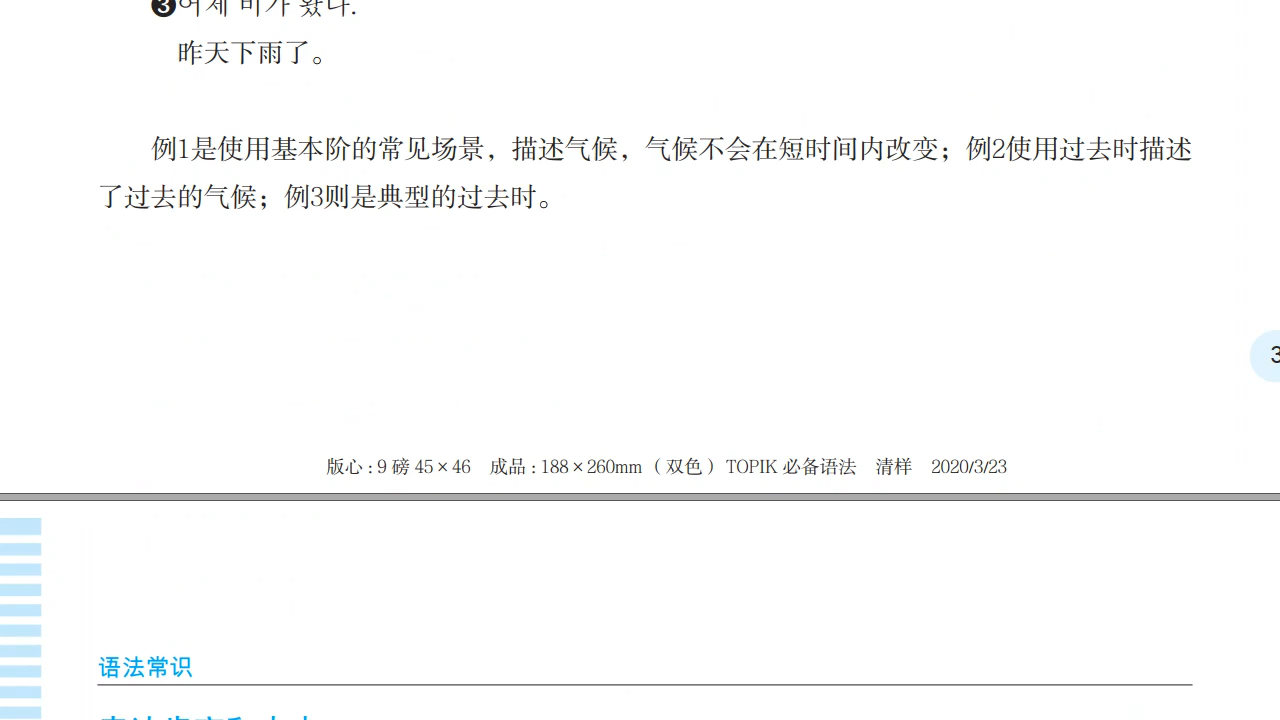 ❸어제 비가 왔다.
昨天下雨了。
例1是使用基本阶的常见场景，描述气候，气候不会在短时间内改变；例2使用过去时描述
了过去的气候；例3则是典型的过去时。
3
版心 : 9 磅 45×46 成品 : 188×260mm （双色）TOPIK 必备语法 清样 2020/3/23
语法常识